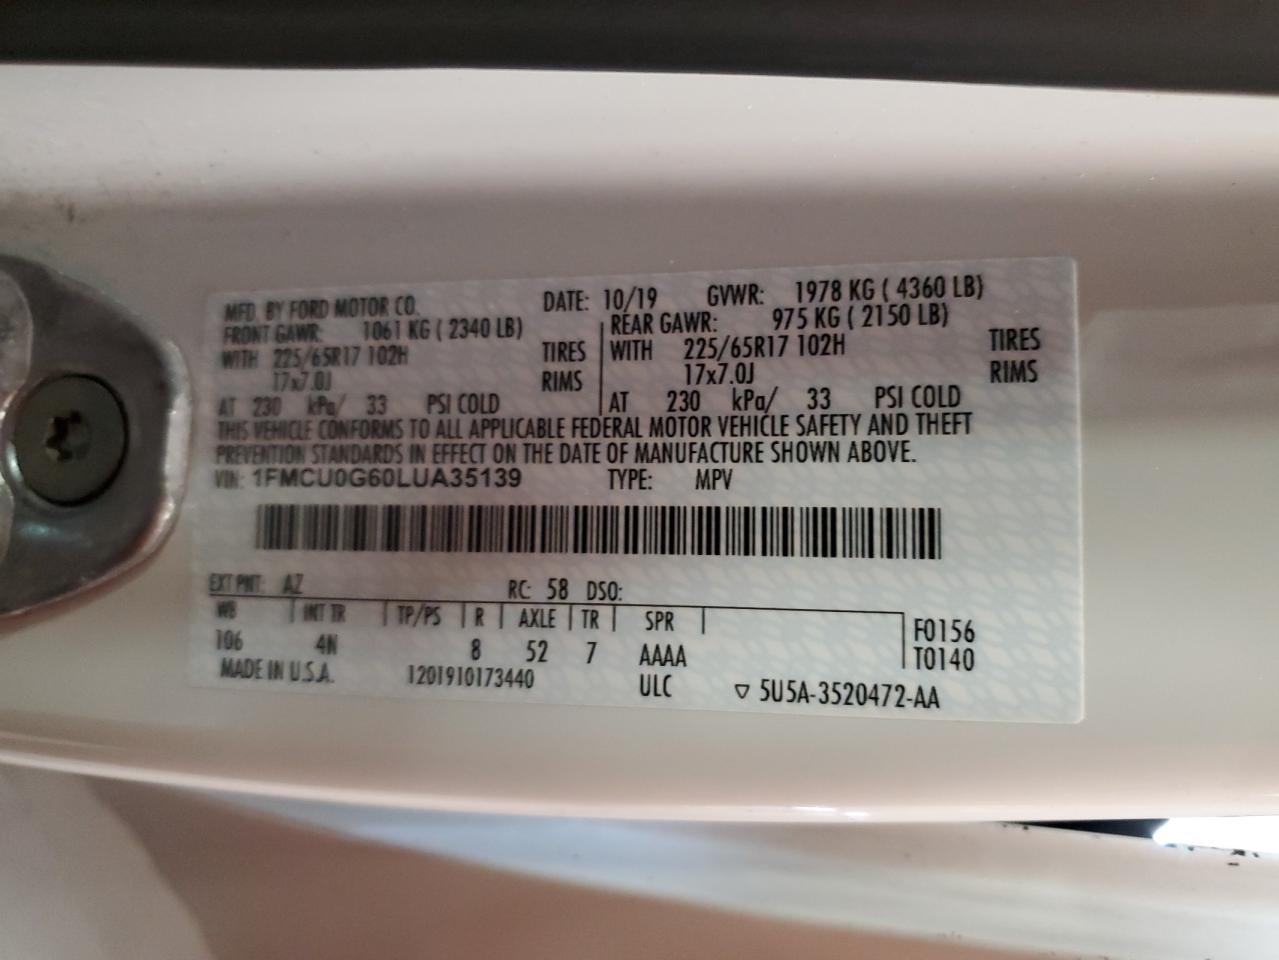 MFD. BY FORD MOTOR CO. DATE: 10/19 GVWR: 1978 KG ( 4360 LB)
FRONT GAWR: 1061 KG ( 2340 LB) REAR GAWR: 975 KG ( 2150 LB)
WITH 225/65R17 102H TIRES WITH 225/65R17 102H TIRES
17x7.0J RIMS 17x7.0J RIMS
AT 230 kPa/ 33 PSI COLD AT 230 kPa/ 33 PSI COLD
THIS VEHICLE CONFORMS TO ALL APPLICABLE FEDERAL MOTOR VEHICLE SAFETY AND THEFT
PREVENTION STANDARDS IN EFFECT ON THE DATE OF MANUFACTURE SHOWN ABOVE.
VIN: 1FMCU0G60LUA35139 TYPE: MPV
EXT PNT: AZ RC: 58 DSO:
WB INT TR TP/PS R AXLE TR SPR F0156
106 4N 8 52 7 AAAA T0140
MADE IN U.S.A. 1201910173440 ULC ▽ 5U5A-3520472-AA